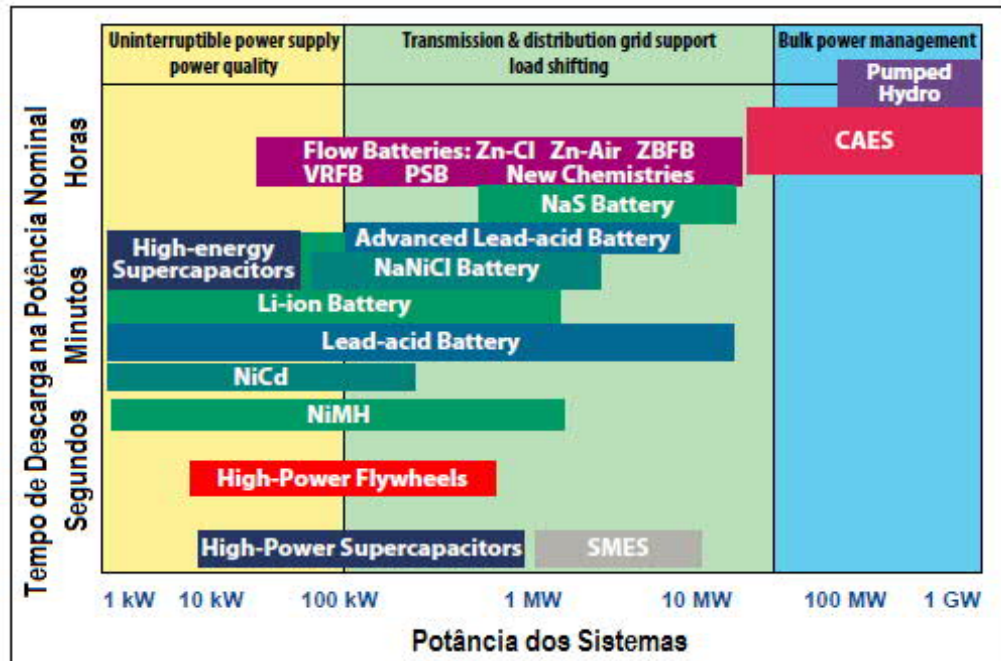 Uninterruptible power supply
power quality
Transmission & distribution grid support
load shifting
Bulk power management
Pumped
Hydro
CAES
Flow Batteries: Zn-Cl Zn-Air ZBFB
VRFB PSB New Chemistries
NaS Battery
Advanced Lead-acid Battery
High-energy
Supercapacitors
NaNiCl Battery
Li-ion Battery
Lead-acid Battery
NiCd
NiMH
High-Power Flywheels
High-Power Supercapacitors
SMES
Tempo de Descarga na Potência Nominal
Horas
Minutos
Segundos
1 kW 10 kW 100 kW 1 MW 10 MW 100 MW 1 GW
Potância dos Sistemas